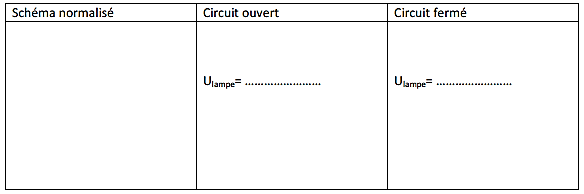 Schéma normalisé Circuit ouvert Circuit fermé
Ulampe= ........................ Ulampe= ........................